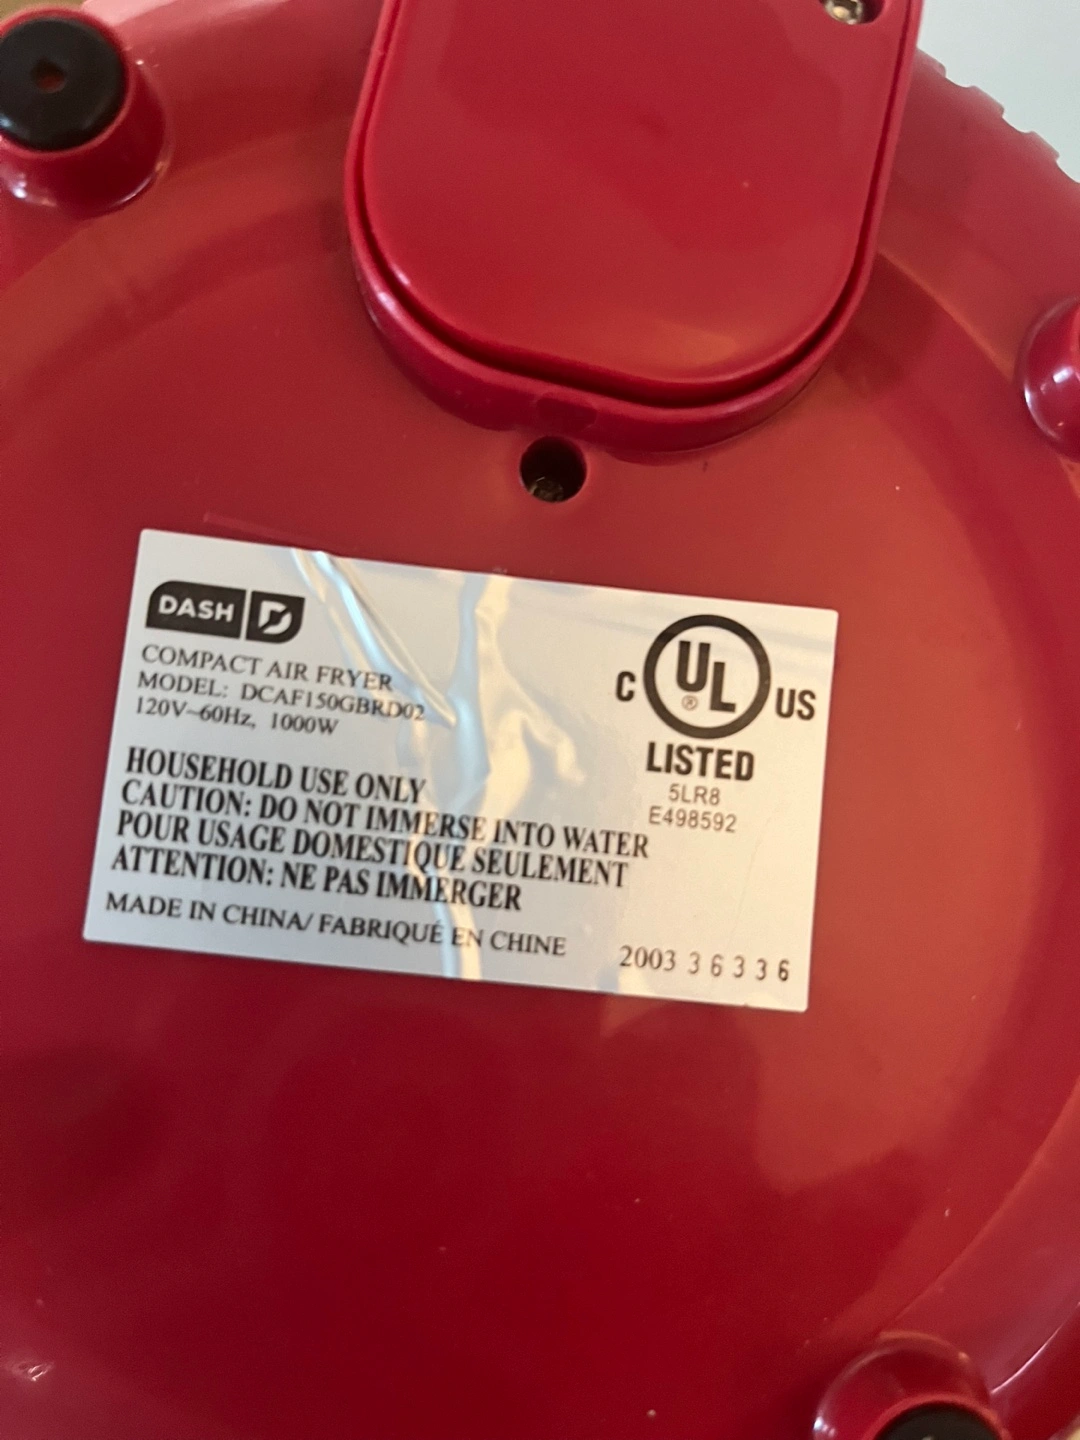 DASH
COMPACT AIR FRYER
MODEL: DCAF150GBRD02
120V~60Hz, 1000W
HOUSEHOLD USE ONLY
CAUTION: DO NOT IMMERSE INTO WATER
POUR USAGE DOMESTIQUE SEULEMENT
ATTENTION: NE PAS IMMERGER
MADE IN CHINA/ FABRIQUÉ EN CHINE
C UL® US
LISTED
5LR8
E498592
2003 3 6 3 3 6